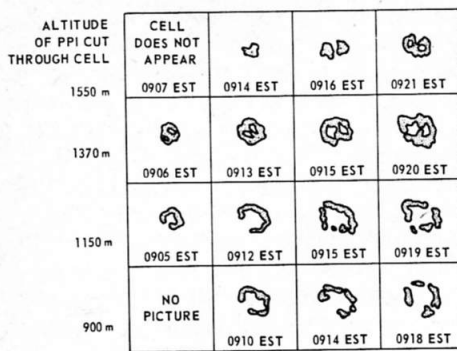 ALTITUDE
OF PPI CUT
THROUGH CELL
CELL
DOES NOT
APPEAR
0907 EST 0914 EST 0916 EST 0921 EST
1550 m
1370 m
0906 EST 0913 EST 0915 EST 0920 EST
1150 m
0905 EST 0912 EST 0915 EST 0919 EST
NO
PICTURE
900 m
0910 EST 0914 EST 0918 EST